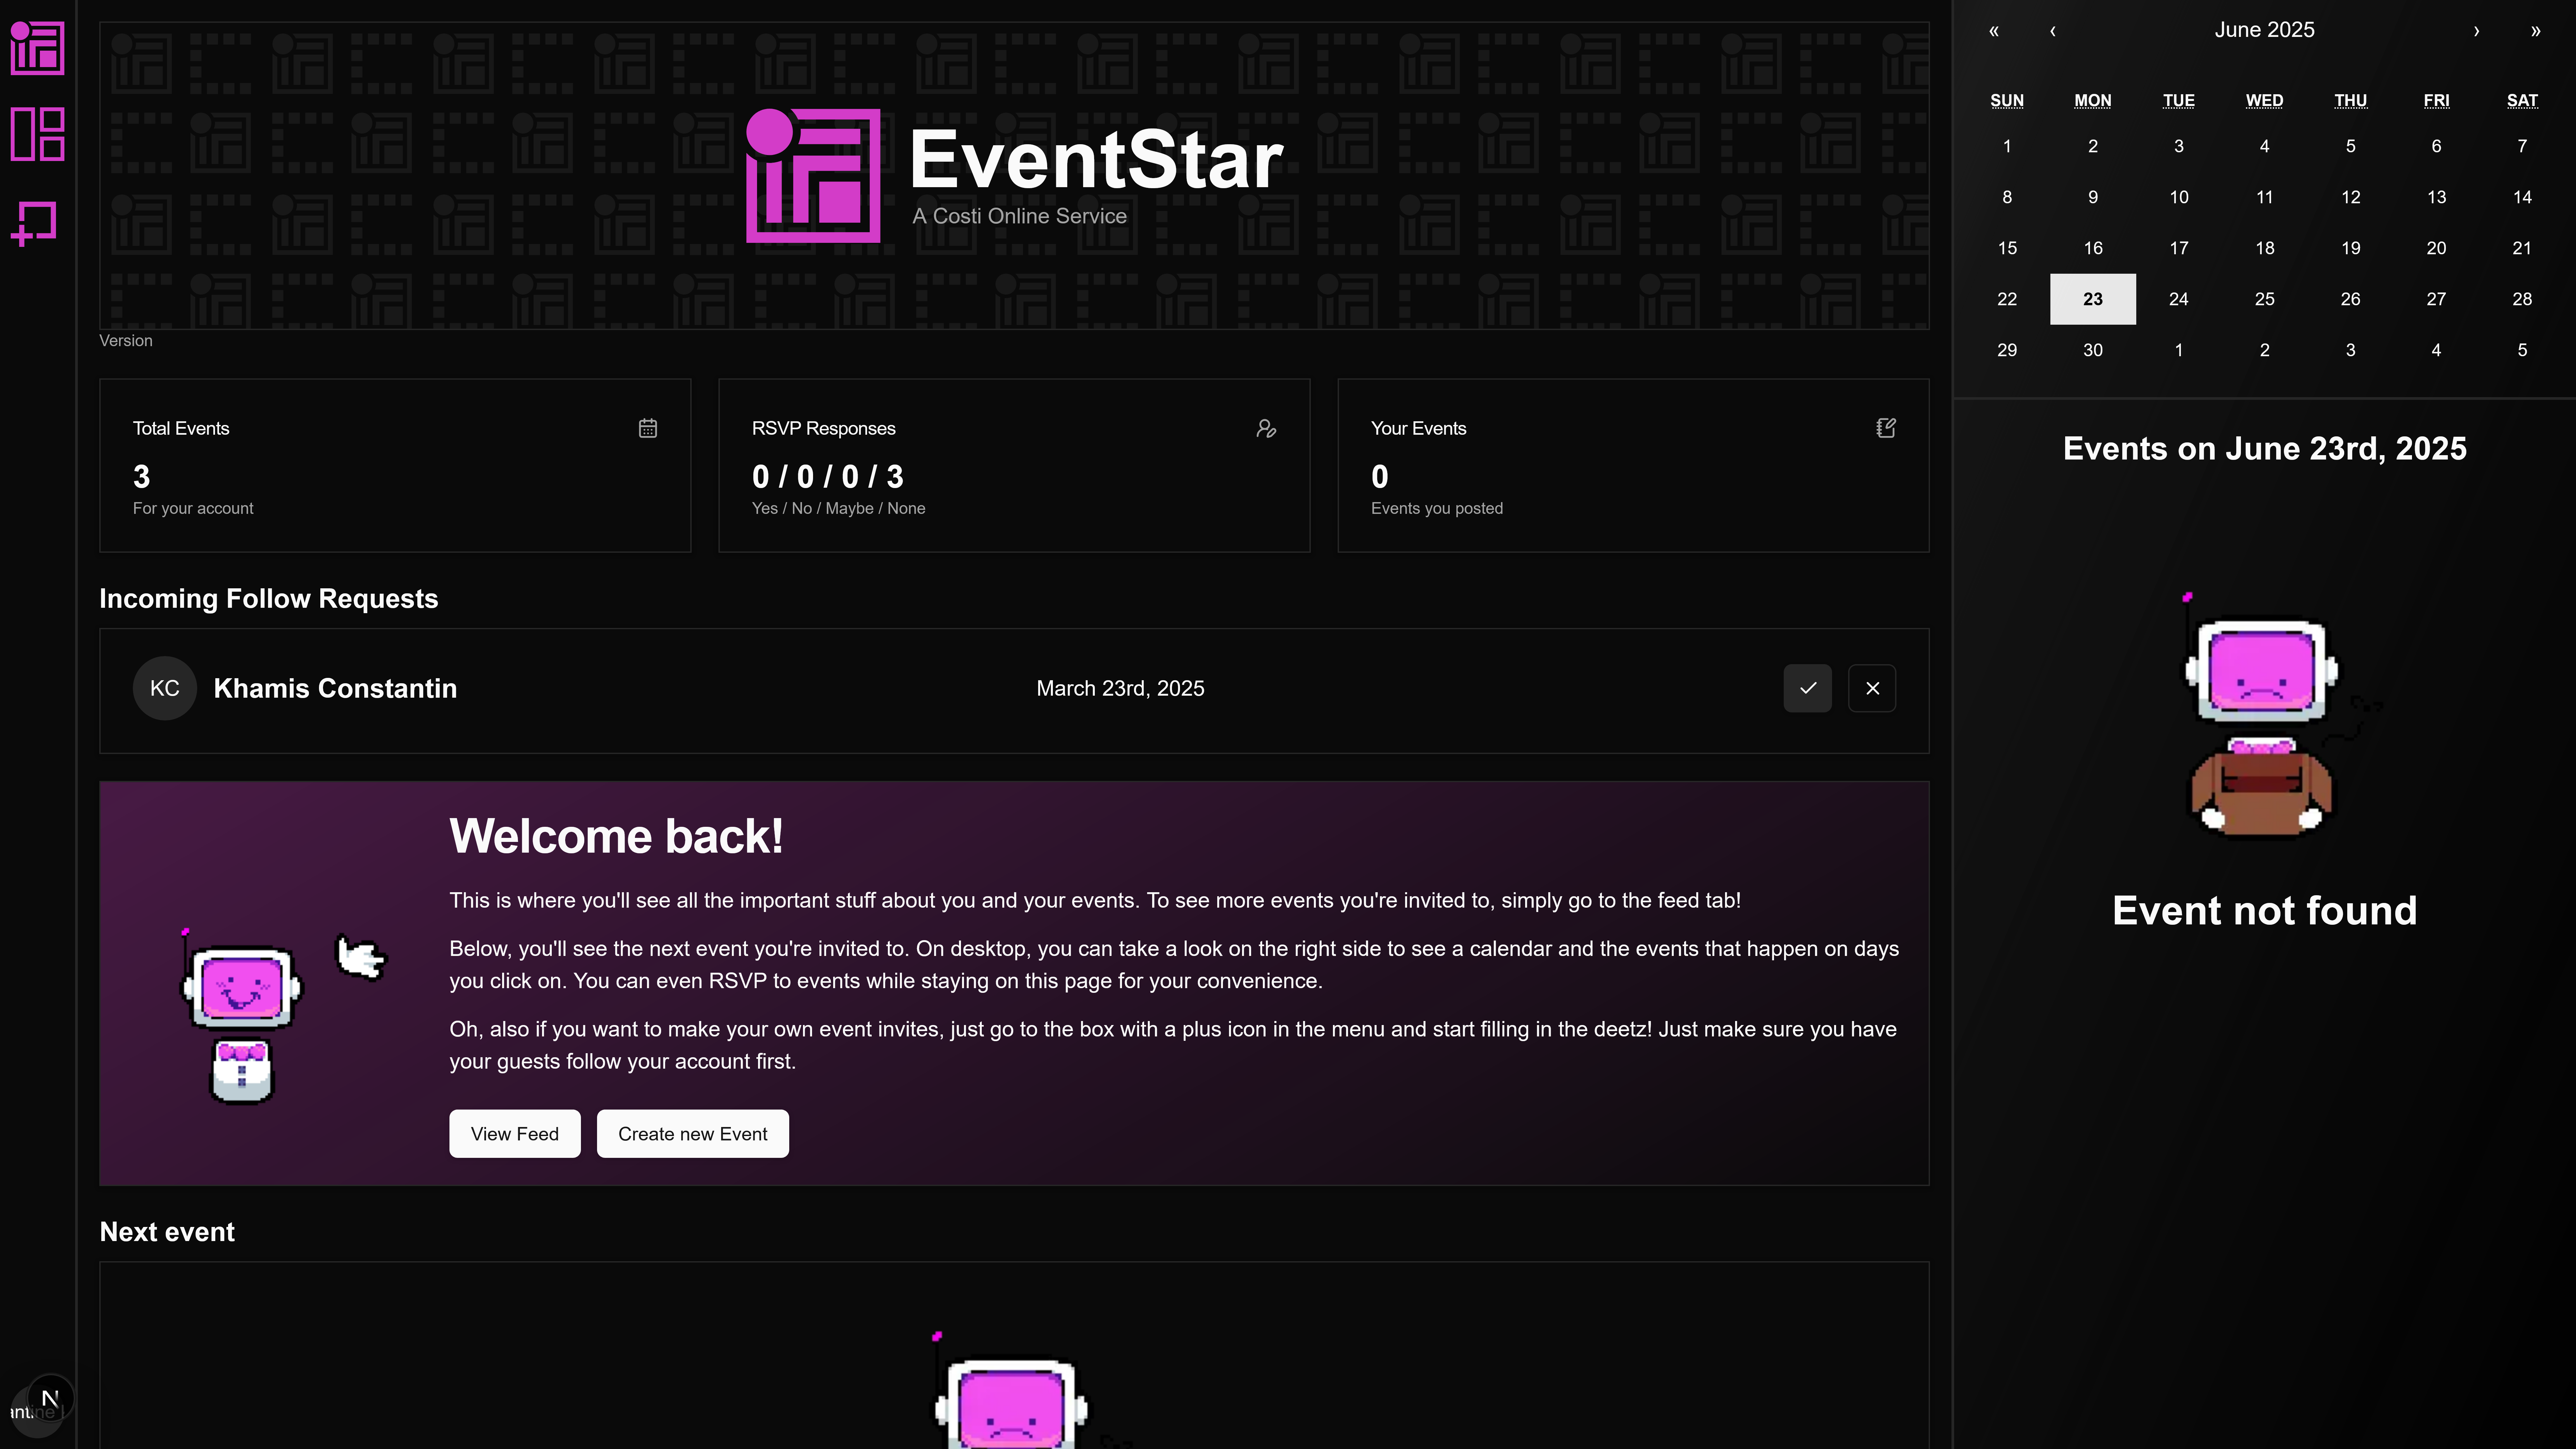 EventStar
A Costi Online Service
Version
Total Events
3
For your account
RSVP Responses
0 / 0 / 0 / 3
Yes / No / Maybe / None
Your Events
0
Events you posted
Incoming Follow Requests
KC
Khamis Constantin
March 23rd, 2025
Welcome back!
This is where you'll see all the important stuff about you and your events. To see more events you're invited to, simply go to the feed tab!
Below, you'll see the next event you're invited to. On desktop, you can take a look on the right side to see a calendar and the events that happen on days
you click on. You can even RSVP to events while staying on this page for your convenience.
Oh, also if you want to make your own event invites, just go to the box with a plus icon in the menu and start filling in the deetz! Just make sure you have
your guests follow your account first.
View Feed
Create new Event
Next event
N
« ‹ June 2025 › »
SUN MON TUE WED THU FRI SAT
1 2 3 4 5 6 7
8 9 10 11 12 13 14
15 16 17 18 19 20 21
22 23 24 25 26 27 28
29 30 1 2 3 4 5
Events on June 23rd, 2025
Event not found